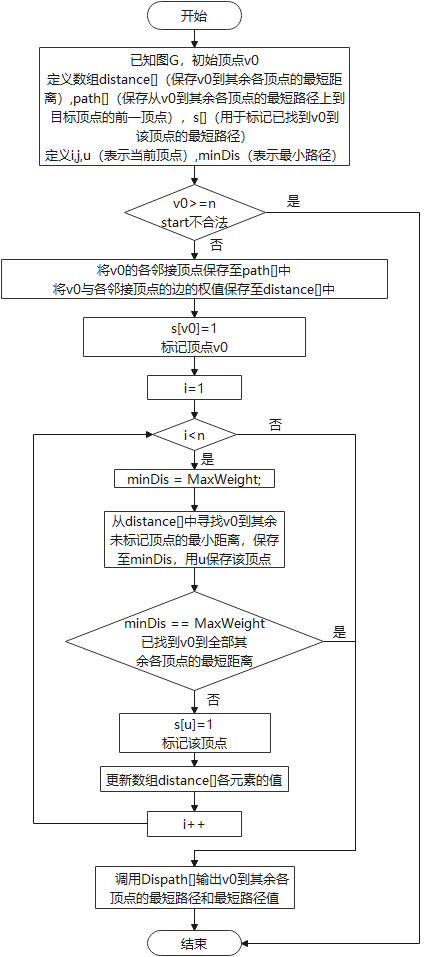 开始
已知图G，初始顶点v0
定义数组distance[]（保存v0到其余各顶点的最短距
离）,path[]（保存从v0到其余各顶点的最短路径上到
目标顶点的前一顶点），s[]（用于标记已找到v0到
该顶点的最短路径）
定义i,j,u（表示当前顶点）,minDis（表示最小路径）
v0>=n
start不合法
是
否
将v0的各邻接顶点保存至path[]中
将v0与各邻接顶点的边的权值保存至distance[]中
s[v0]=1
标记顶点v0
i=1
i<n
否
是
minDis = MaxWeight;
从distance[]中寻找v0到其余
未标记顶点的最小距离，保存
至minDis，用u保存该顶点
minDis == MaxWeight
已找到v0到全部其
余各顶点的最短距离
是
否
s[u]=1
标记该顶点
更新数组distance[]各元素的值
i++
调用Dispath[]输出v0到其余各
顶点的最短路径和最短路径值
结束